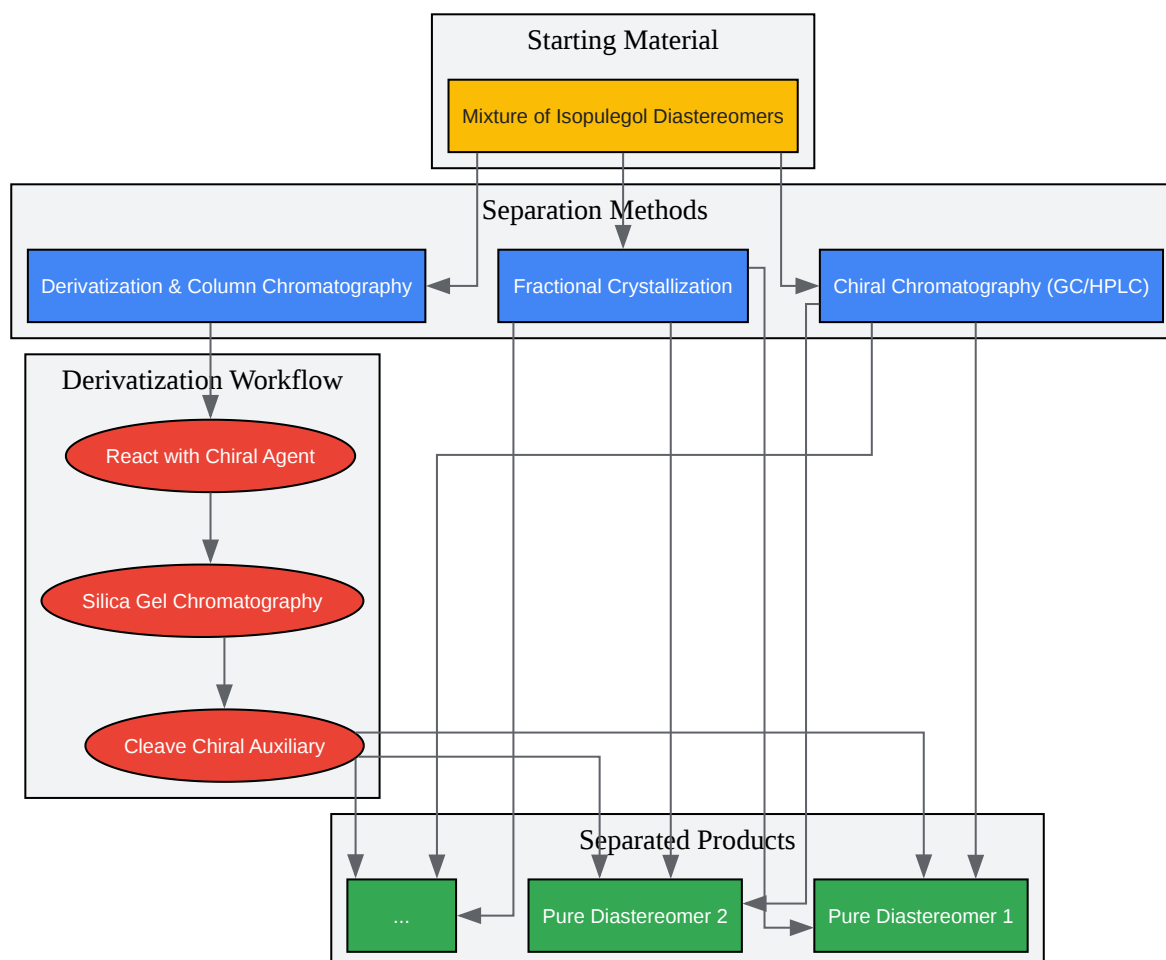 Starting Material
Mixture of Isopulegol Diastereomers
Separation Methods
Derivatization & Column Chromatography
Fractional Crystallization
Chiral Chromatography (GC/HPLC)
Derivatization Workflow
React with Chiral Agent
Silica Gel Chromatography
Cleave Chiral Auxiliary
Separated Products
...
Pure Diastereomer 2
Pure Diastereomer 1